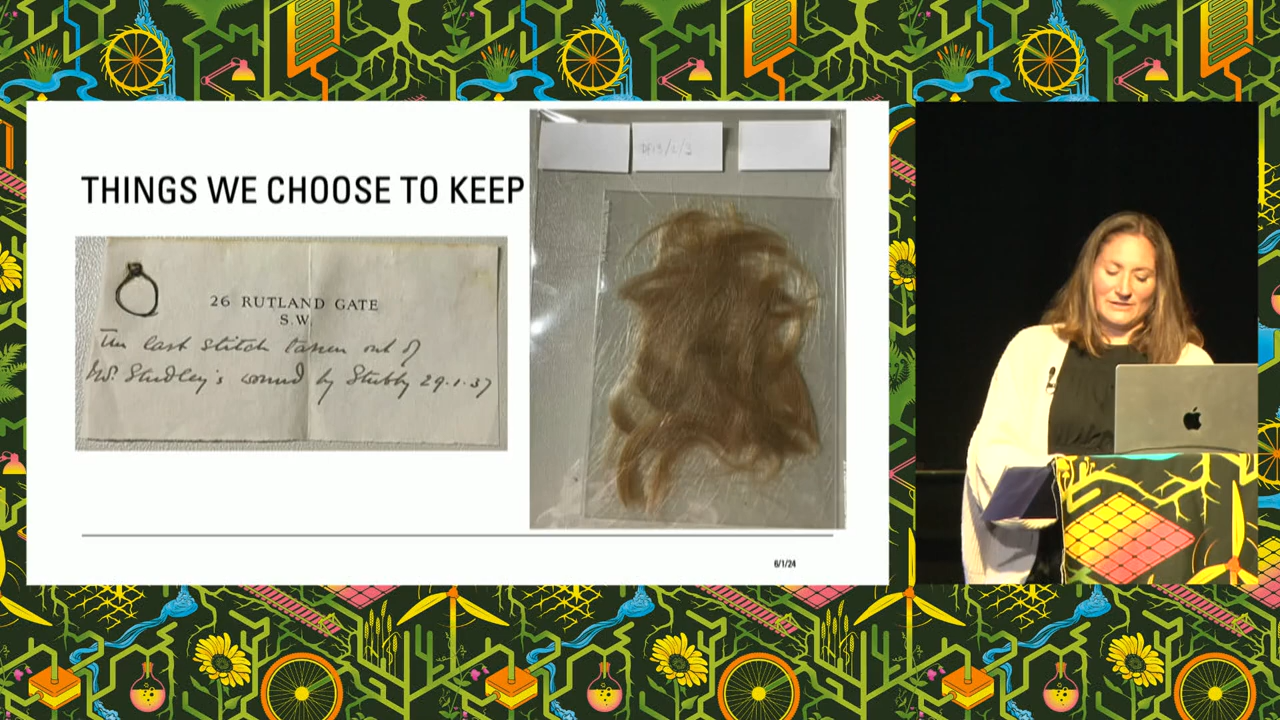 THINGS WE CHOOSE TO KEEP
26 RUTLAND GATE
S.W.
The last stitch taken out of
Mr. Studley's wound by Stubby 29.1.37
6/1/24